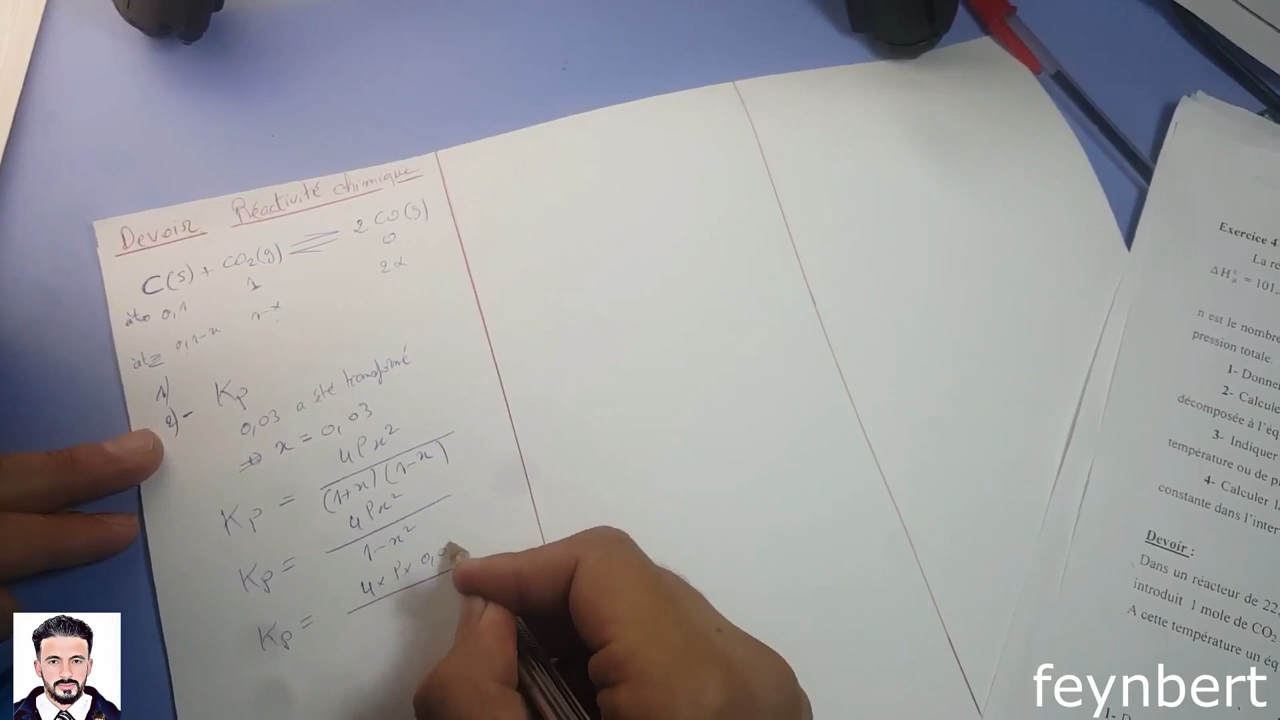 Devoir Réactivité chimique
C(s) + CO2(g) ⇌ 2 CO(g)
à t=0 0,1 1 0
0,1-x 1-x 2x
1)
2)- Kp
0,03 a été transformé
⇒ x = 0,03
Kp = 4Px² / (1+x)(1-x)
Kp = 4Px² / 1-x²
Kp = 4×P×0,0
Exercice 4
La ré
ΔH° = 101,
n est le nombre
pression totale.
1- Donner
2- Calcule
décomposée à l'éq
3- Indiquer
température ou de p
4- Calculer l
constante dans l'inter
Devoir :
Dans un réacteur de 22,
introduit 1 mole de CO2
A cette température un éq
1- D
feynbert